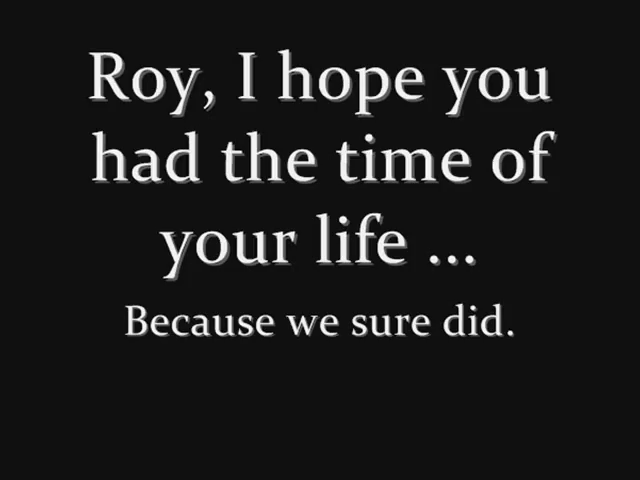 Roy, I hope you
had the time of
your life ...
Because we sure did.